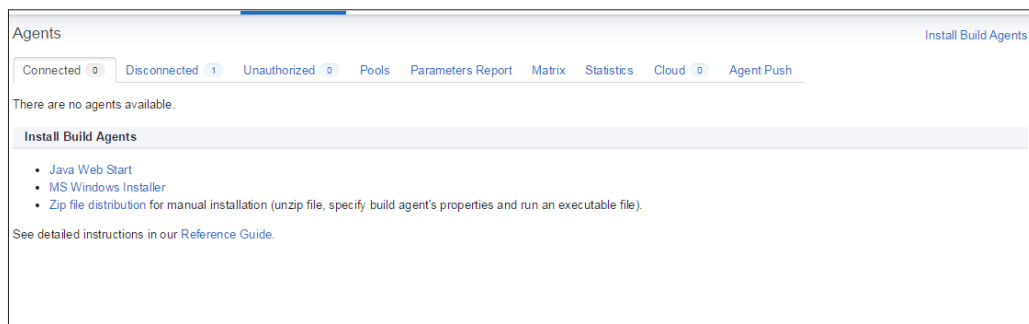 Agents
Install Build Agents
Connected 0 Disconnected 1 Unauthorized 0 Pools Parameters Report Matrix Statistics Cloud 0 Agent Push
There are no agents available.
Install Build Agents
• Java Web Start
• MS Windows Installer
• Zip file distribution for manual installation (unzip file, specify build agent's properties and run an executable file).
See detailed instructions in our Reference Guide.